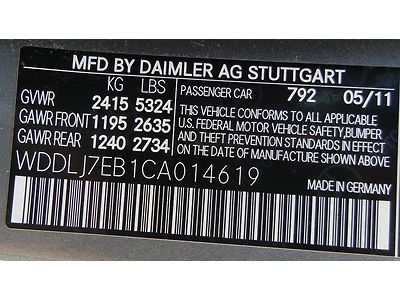 MFD BY DAIMLER AG STUTTGART
KG LBS PASSENGER CAR 792 05/11
GVWR 2415 5324
GAWR FRONT 1195 2635
GAWR REAR 1240 2734
THIS VEHICLE CONFORMS TO ALL APPLICABLE
U.S. FEDERAL MOTOR VEHICLE SAFETY,BUMPER
AND THEFT PREVENTION STANDARDS IN EFFECT
ON THE DATE OF MANUFACTURE SHOWN ABOVE.
WDDLJ7EB1CA014619
MADE IN GERMANY